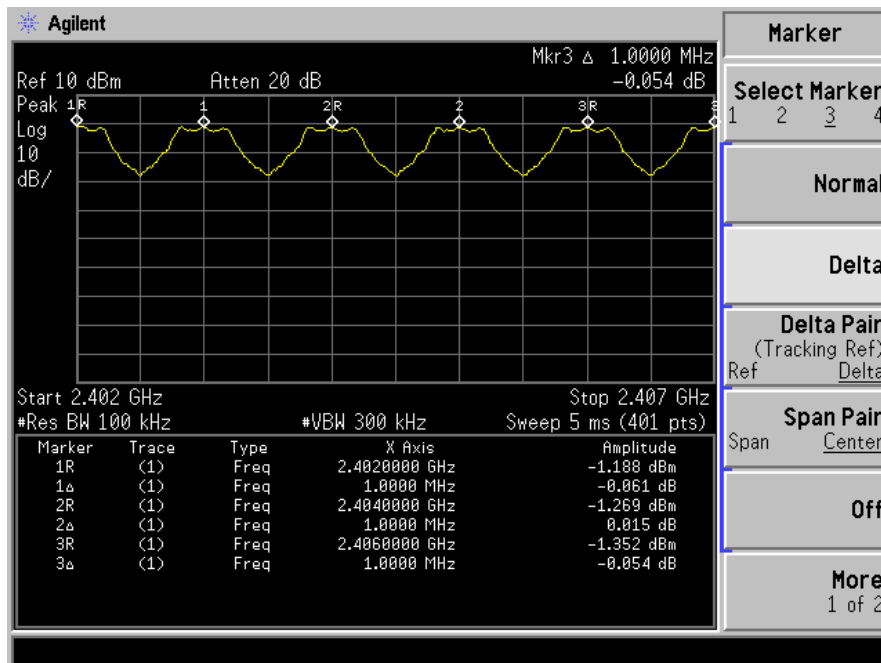 Agilent
Mkr3 Δ 1.0000 MHz
Ref 10 dBm Atten 20 dB -0.054 dB
Peak
Log
10
dB/
1R 1 2R 2 3R 3
Start 2.402 GHz Stop 2.407 GHz
#Res BW 100 kHz #VBW 300 kHz Sweep 5 ms (401 pts)
Marker Trace Type X Axis Amplitude
1R (1) Freq 2.4020000 GHz -1.188 dBm
1Δ (1) Freq 1.0000 MHz -0.061 dB
2R (1) Freq 2.4040000 GHz -1.269 dBm
2Δ (1) Freq 1.0000 MHz 0.015 dB
3R (1) Freq 2.4060000 GHz -1.352 dBm
3Δ (1) Freq 1.0000 MHz -0.054 dB
Marker
Select Marker
1 2 3 4
Normal
Delta
Delta Pair
(Tracking Ref)
Ref Delta
Span Pair
Span Center
Off
More
1 of 2